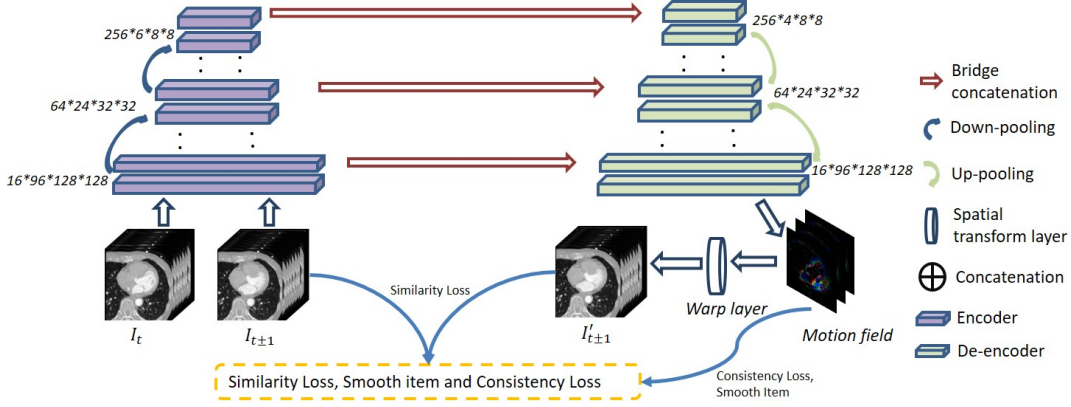 256*6*8*8
64*24*32*32
16*96*128*128
256*4*8*8
64*24*32*32
16*96*128*128
Bridge
concatenation
Down-pooling
Up-pooling
Spatial
transform layer
Concatenation
Encoder
De-encoder
I_t
I_{t±1}
Similarity Loss
I'_{t±1}
Warp layer
Motion field
Similarity Loss, Smooth item and Consistency Loss
Consistency Loss,
Smooth Item